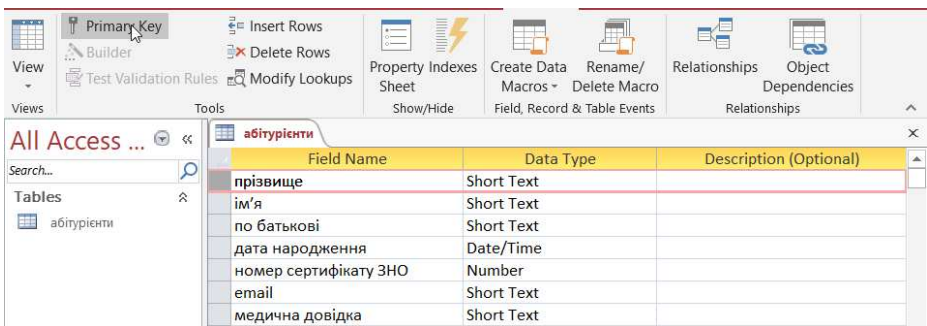 Primary Key
Builder
Test Validation Rules
Insert Rows
Delete Rows
Modify Lookups
View
Property Sheet
Indexes
Create Data Macros
Rename/ Delete Macro
Relationships
Object Dependencies
Views
Tools
Show/Hide
Field, Record & Table Events
Relationships
All Access ...
Search...
Tables
абітурієнти
абітурієнти
Field Name Data Type Description (Optional)
прізвище Short Text
ім'я Short Text
по батькові Short Text
дата народження Date/Time
номер сертифікату ЗНО Number
email Short Text
медична довідка Short Text